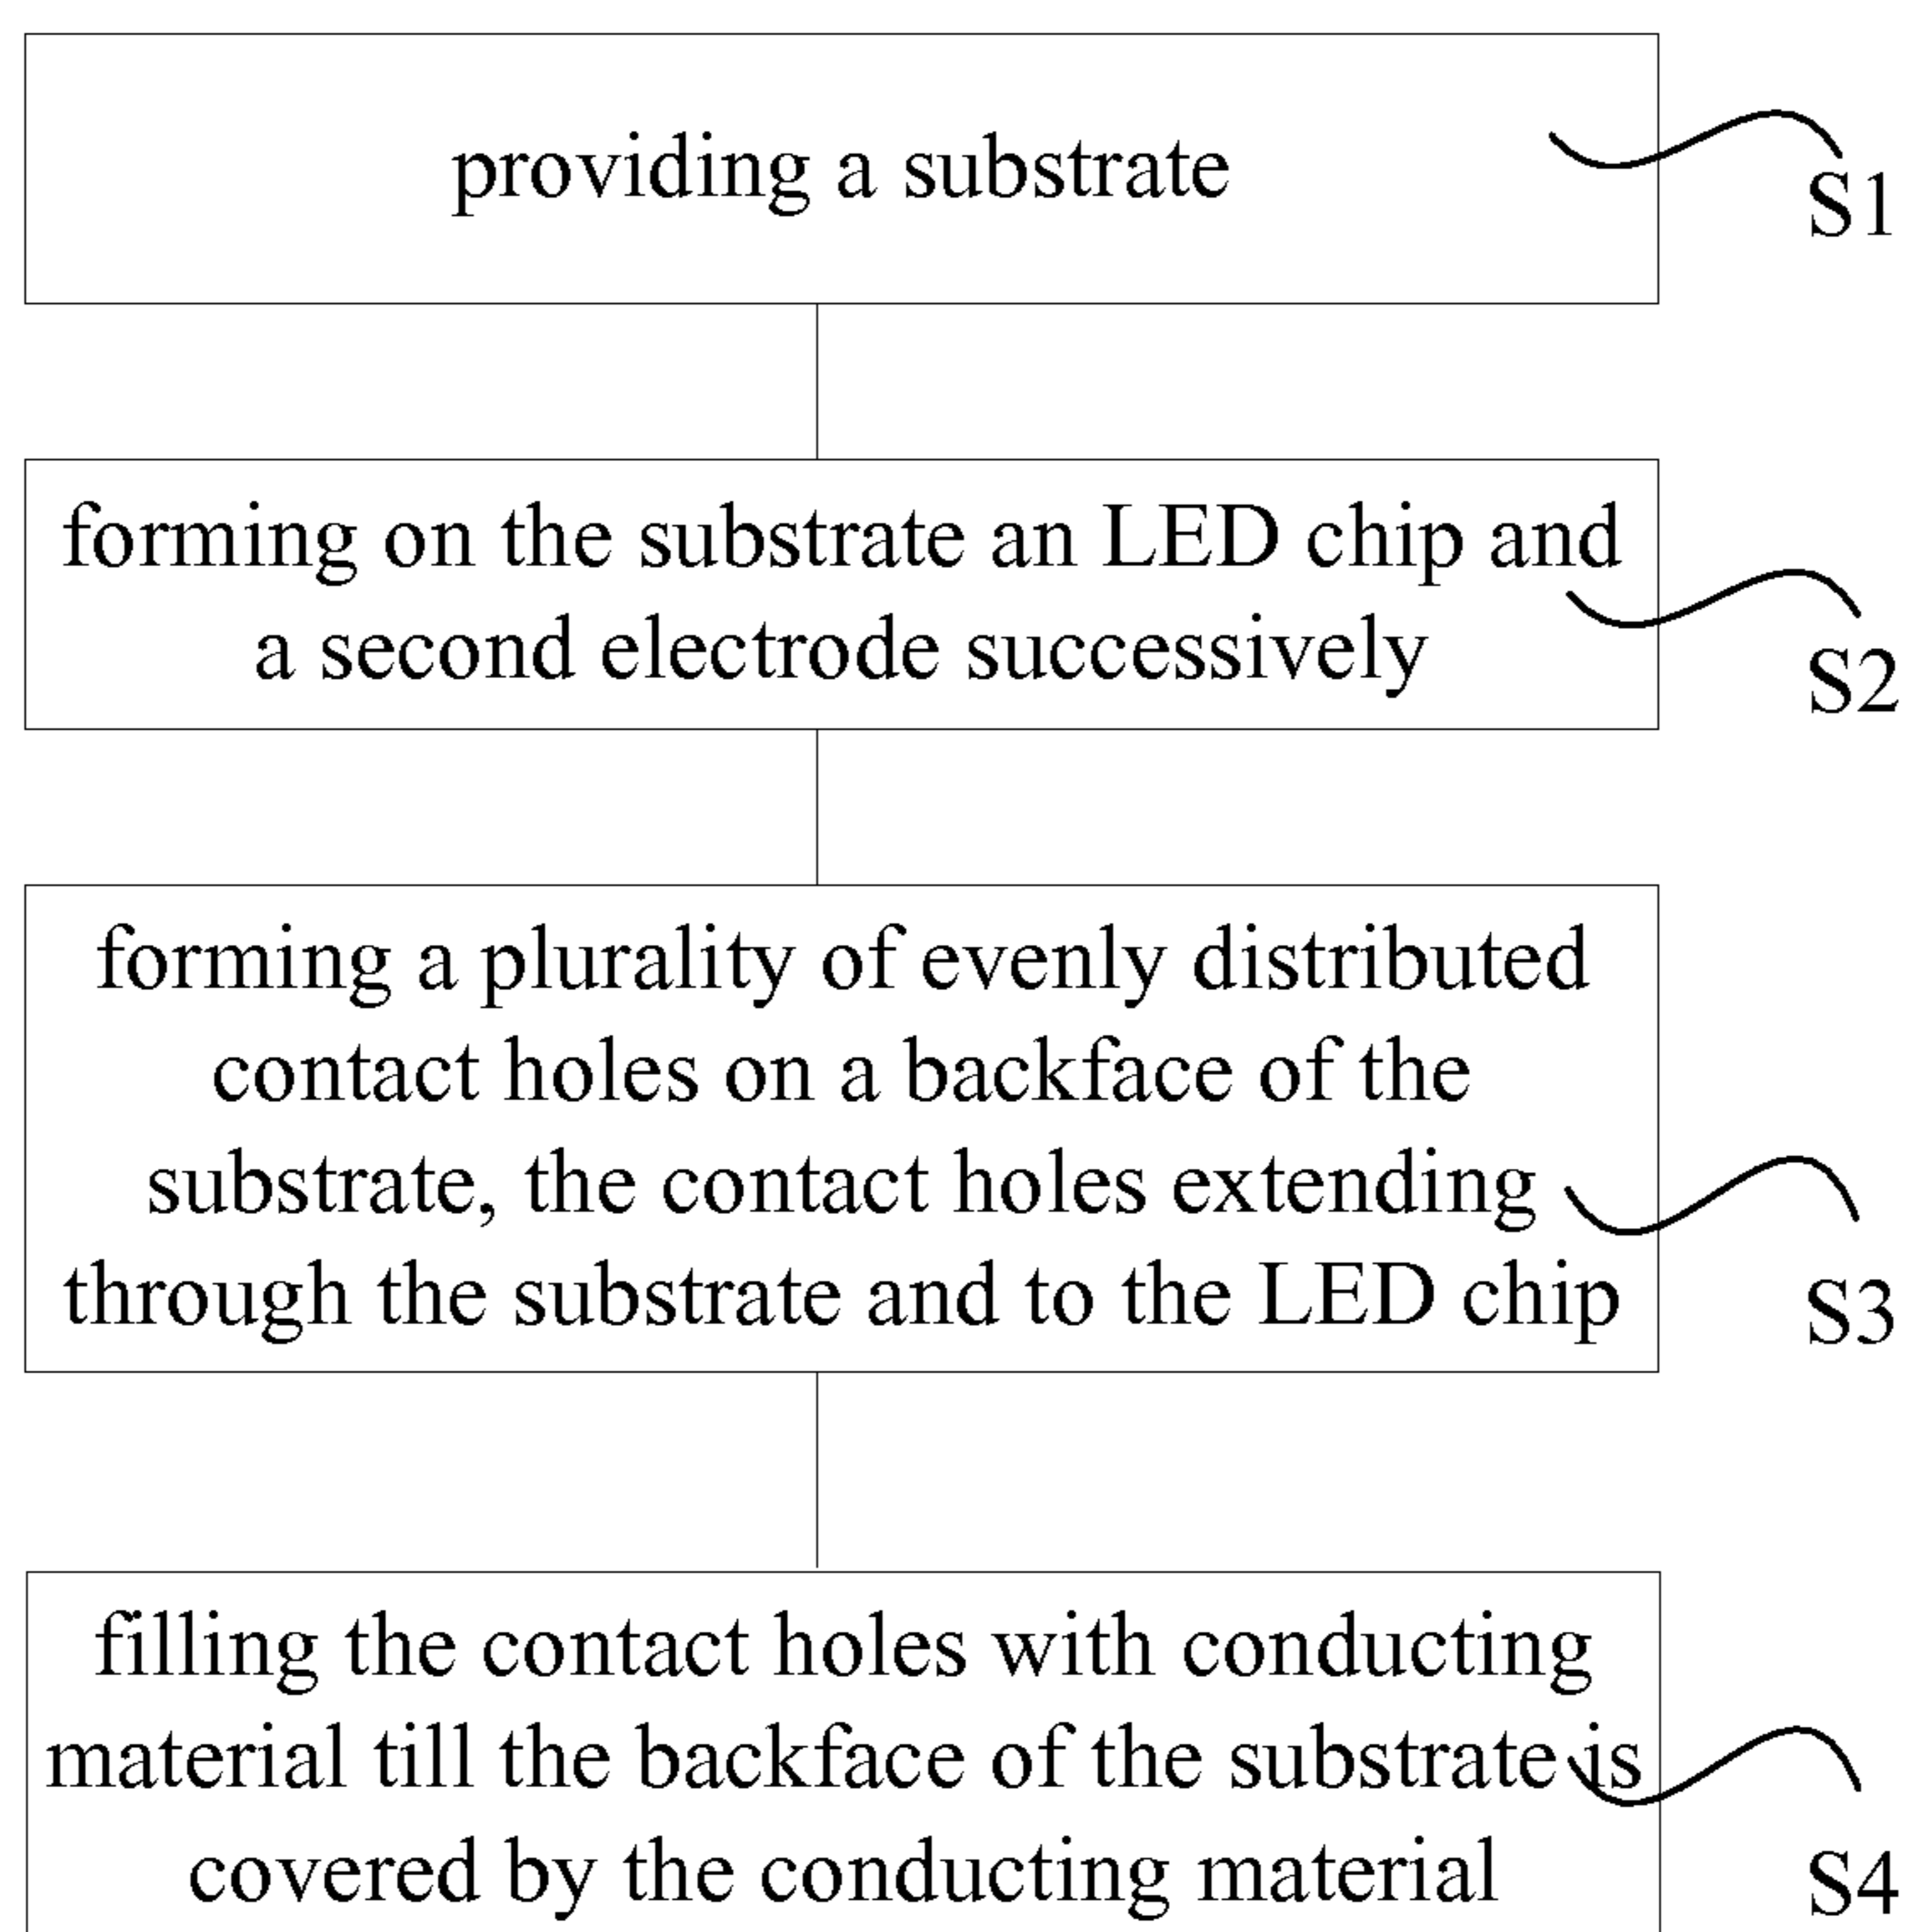 providing a substrate
S1
forming on the substrate an LED chip and
a second electrode successively
S2
forming a plurality of evenly distributed
contact holes on a backface of the
substrate, the contact holes extending
through the substrate and to the LED chip
S3
filling the contact holes with conducting
material till the backface of the substrate is
covered by the conducting material
S4